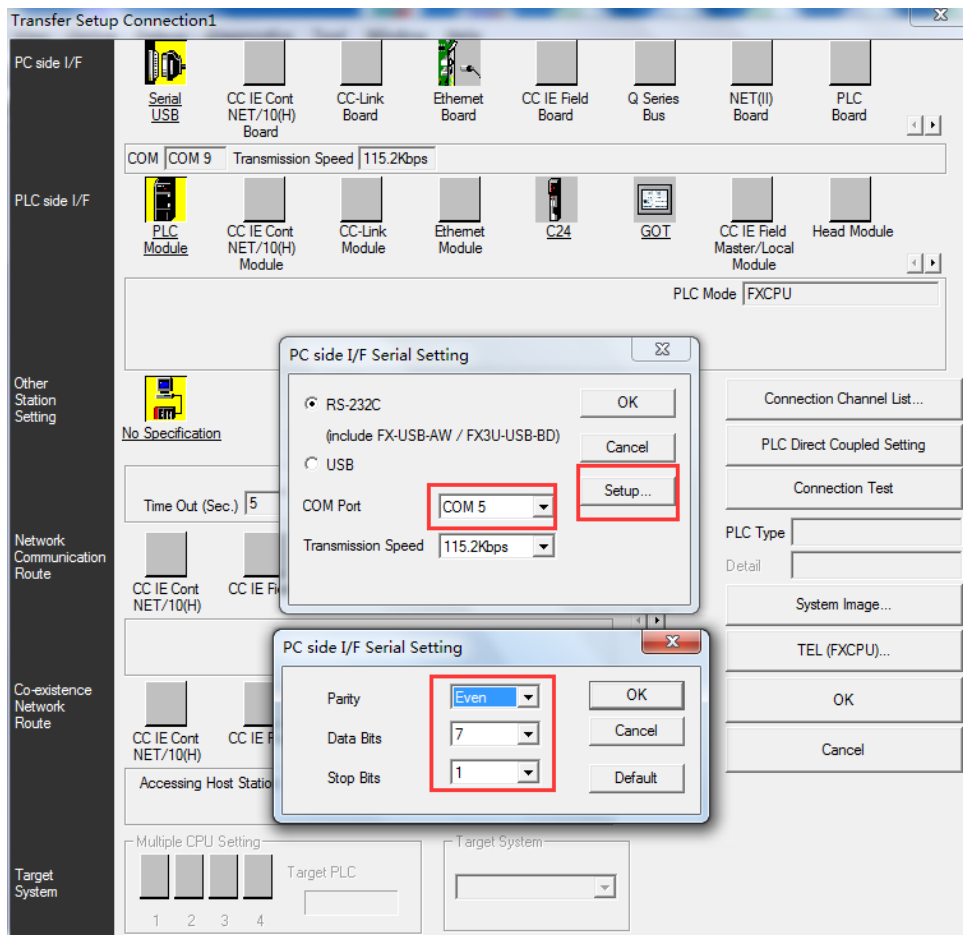 Transfer Setup Connection1
PC side I/F
Serial
USB
CC IE Cont
NET/10(H)
Board
CC-Link
Board
Ethernet
Board
CC IE Field
Board
Q Series
Bus
NET(II)
Board
PLC
Board
COM COM 9 Transmission Speed 115.2Kbps
PLC side I/F
PLC
Module
CC IE Cont
NET/10(H)
Module
CC-Link
Module
Ethernet
Module
C24
GOT
CC IE Field
Master/Local
Module
Head Module
PLC Mode FXCPU
PC side I/F Serial Setting
RS-232C
(include FX-USB-AW / FX3U-USB-BD)
USB
COM Port COM 5
Transmission Speed 115.2Kbps
OK
Cancel
Setup...
Other
Station
Setting
No Specification
Time Out (Sec.) 5
Connection Channel List...
PLC Direct Coupled Setting
Connection Test
PLC Type
Detail
System Image...
TEL (FXCPU)...
OK
Cancel
Network
Communication
Route
CC IE Cont
NET/10(H)
CC IE
PC side I/F Serial Setting
Parity Even
Data Bits 7
Stop Bits 1
OK
Cancel
Default
Co-existence
Network
Route
CC IE Cont
NET/10(H)
CC IE
Accessing Host
Multiple CPU Setting
1 2 3 4
Target PLC
Target System
Target
System